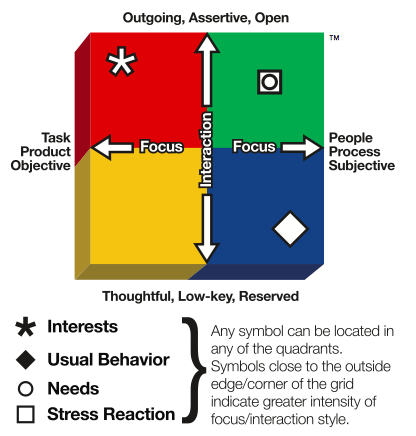 Outgoing, Assertive, Open
TM
Task
Product
Objective
Focus
Interaction
Focus
People
Process
Subjective
Thoughtful, Low-key, Reserved
Interests
Usual Behavior
Needs
Stress Reaction
Any symbol can be located in
any of the quadrants.
Symbols close to the outside
edge/corner of the grid
indicate greater intensity of
focus/interaction style.